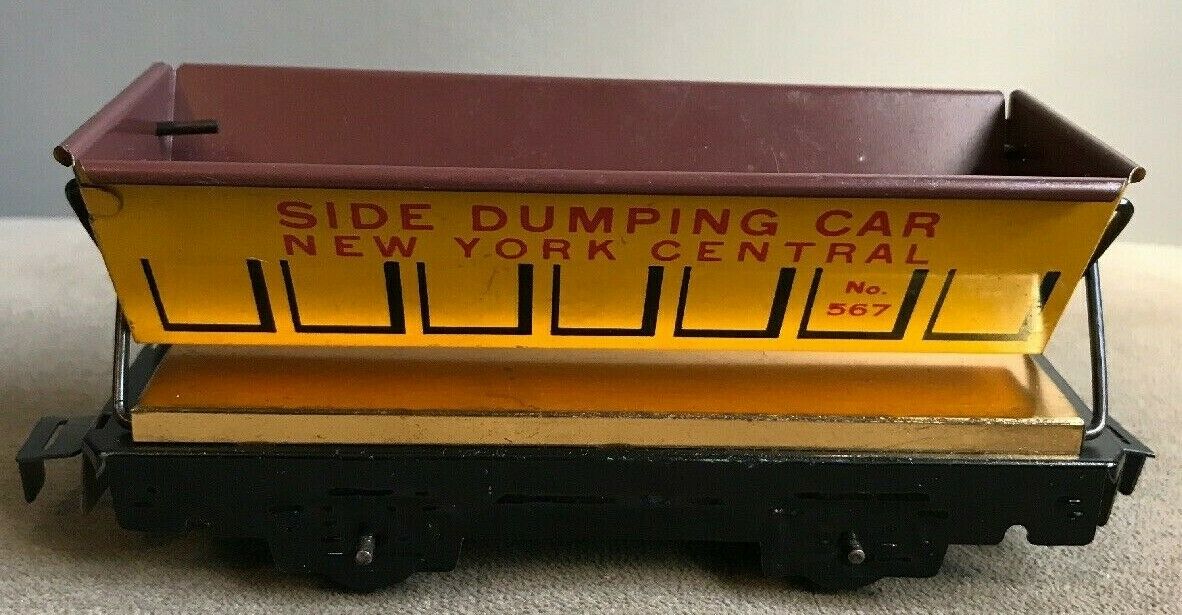 SIDE DUMPING CAR
NEW YORK CENTRAL
No.
567